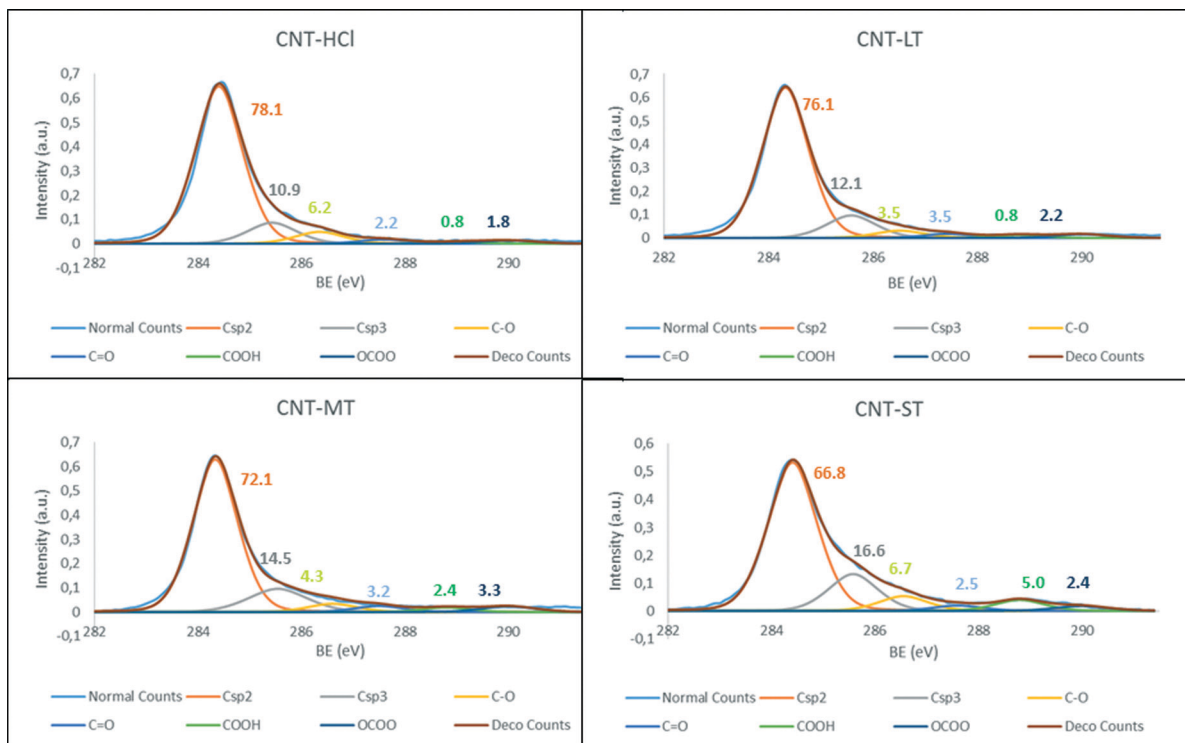 CNT-HCl
0,7
0,6
0,5
0,4
0,3
0,2
0,1
0
-0,1
Intensity (a.u.)
78.1
10.9
6.2
2.2
0.8
1.8
282
284
286
288
290
BE (eV)
Normal Counts
Csp2
Csp3
C-O
C=O
COOH
OCOO
Deco Counts
CNT-LT
0,7
0,6
0,5
0,4
0,3
0,2
0,1
0
Intensity (a.u.)
76.1
12.1
3.5
3.5
0.8
2.2
282
284
286
288
290
BE (eV)
Normal Counts
Csp2
Csp3
C-O
C=O
COOH
OCOO
Deco Counts
CNT-MT
0,7
0,6
0,5
0,4
0,3
0,2
0,1
0
-0,1
Intensity (a.u.)
72.1
14.5
4.3
3.2
2.4
3.3
282
284
286
288
290
BE (eV)
Normal Counts
Csp2
Csp3
C-O
C=O
COOH
OCOO
Deco Counts
CNT-ST
0,6
0,5
0,4
0,3
0,2
0,1
0
-0,1
Intensity (a.u.)
66.8
16.6
6.7
2.5
5.0
2.4
282
284
286
288
290
BE (eV)
Normal Counts
Csp2
Csp3
C-O
C=O
COOH
OCOO
Deco Counts